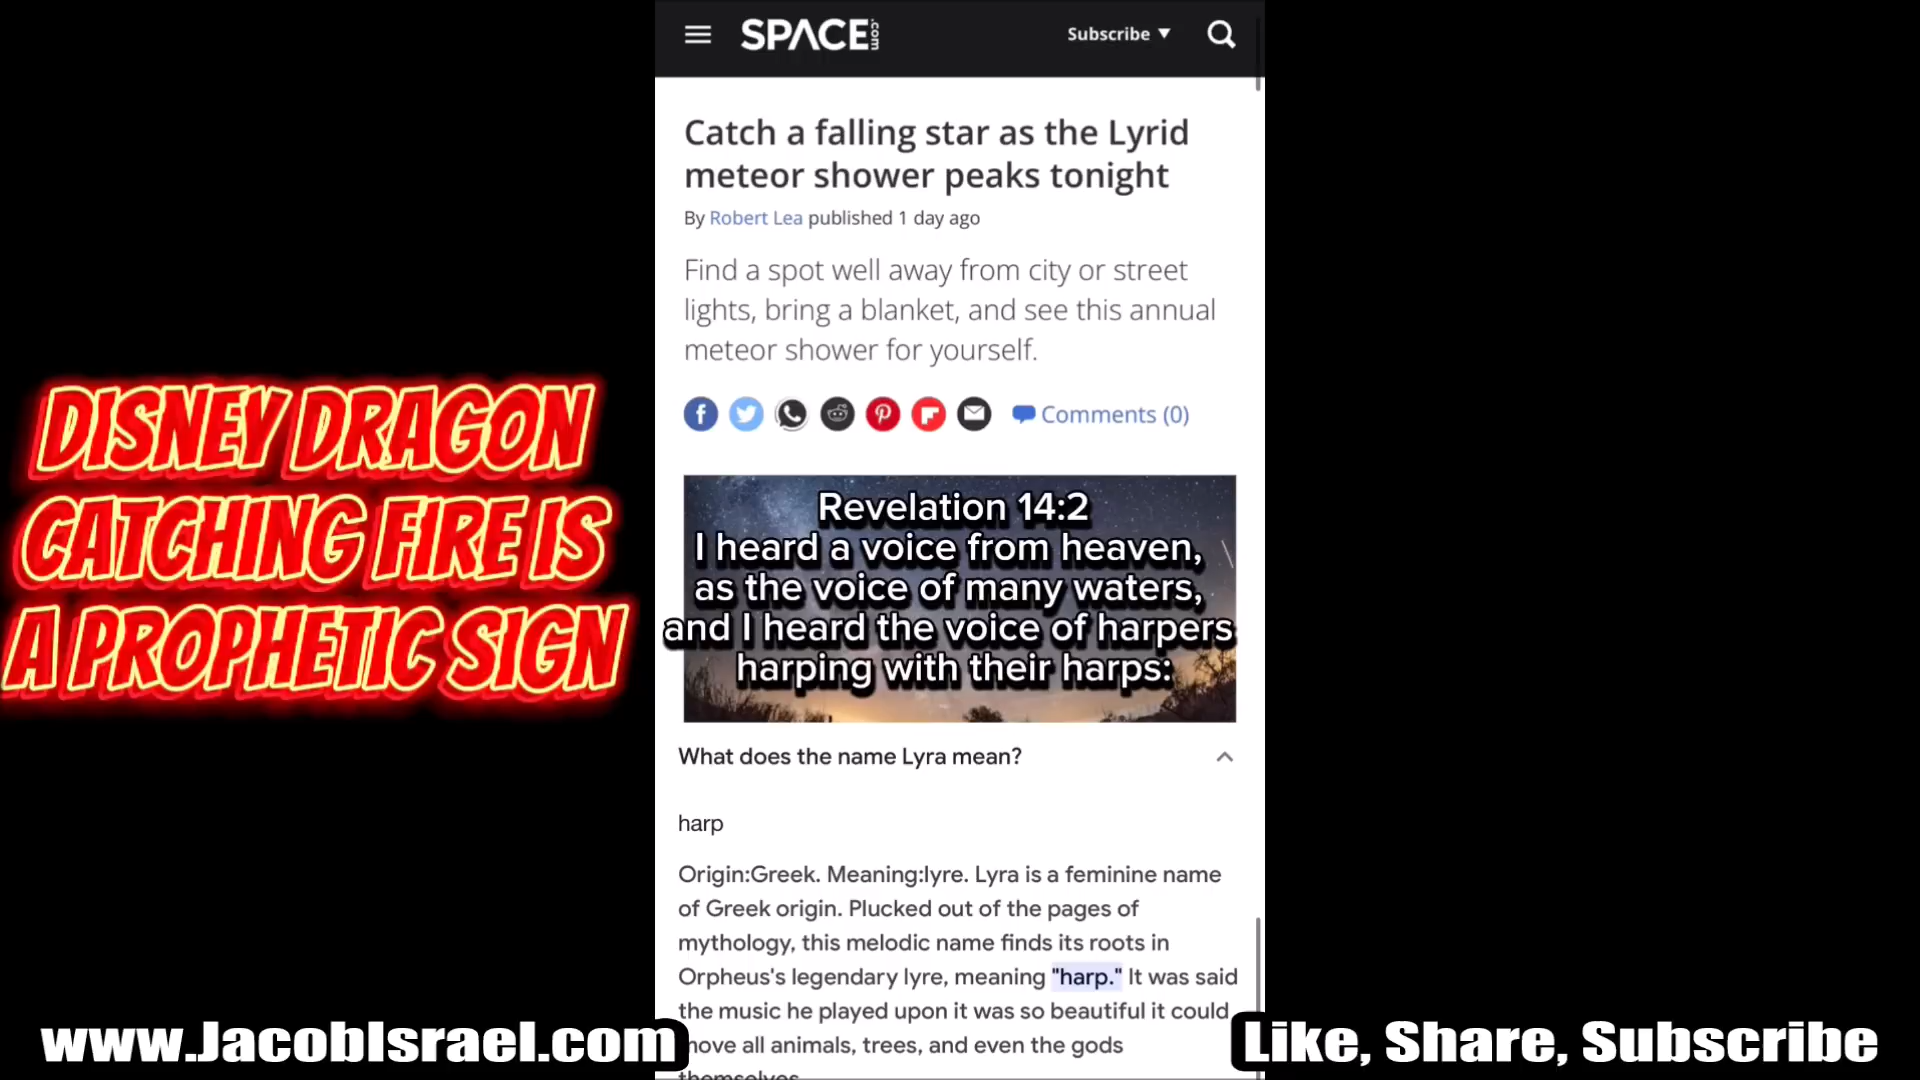 SPACE.com
Subscribe ▼
Catch a falling star as the Lyrid
meteor shower peaks tonight
By Robert Lea published 1 day ago
Find a spot well away from city or street
lights, bring a blanket, and see this annual
meteor shower for yourself.
Comments (0)
DISNEY DRAGON
CATCHING FIRE IS
A PROPHETIC SIGN
Revelation 14:2
I heard a voice from heaven,
as the voice of many waters,
and I heard the voice of harpers
harping with their harps:
What does the name Lyra mean?
harp
Origin:Greek. Meaning:lyre. Lyra is a feminine name
of Greek origin. Plucked out of the pages of
mythology, this melodic name finds its roots in
Orpheus's legendary lyre, meaning "harp." It was said
the music he played upon it was so beautiful it could
move all animals, trees, and even the gods
themselves
www.JacobIsrael.com
Like, Share, Subscribe